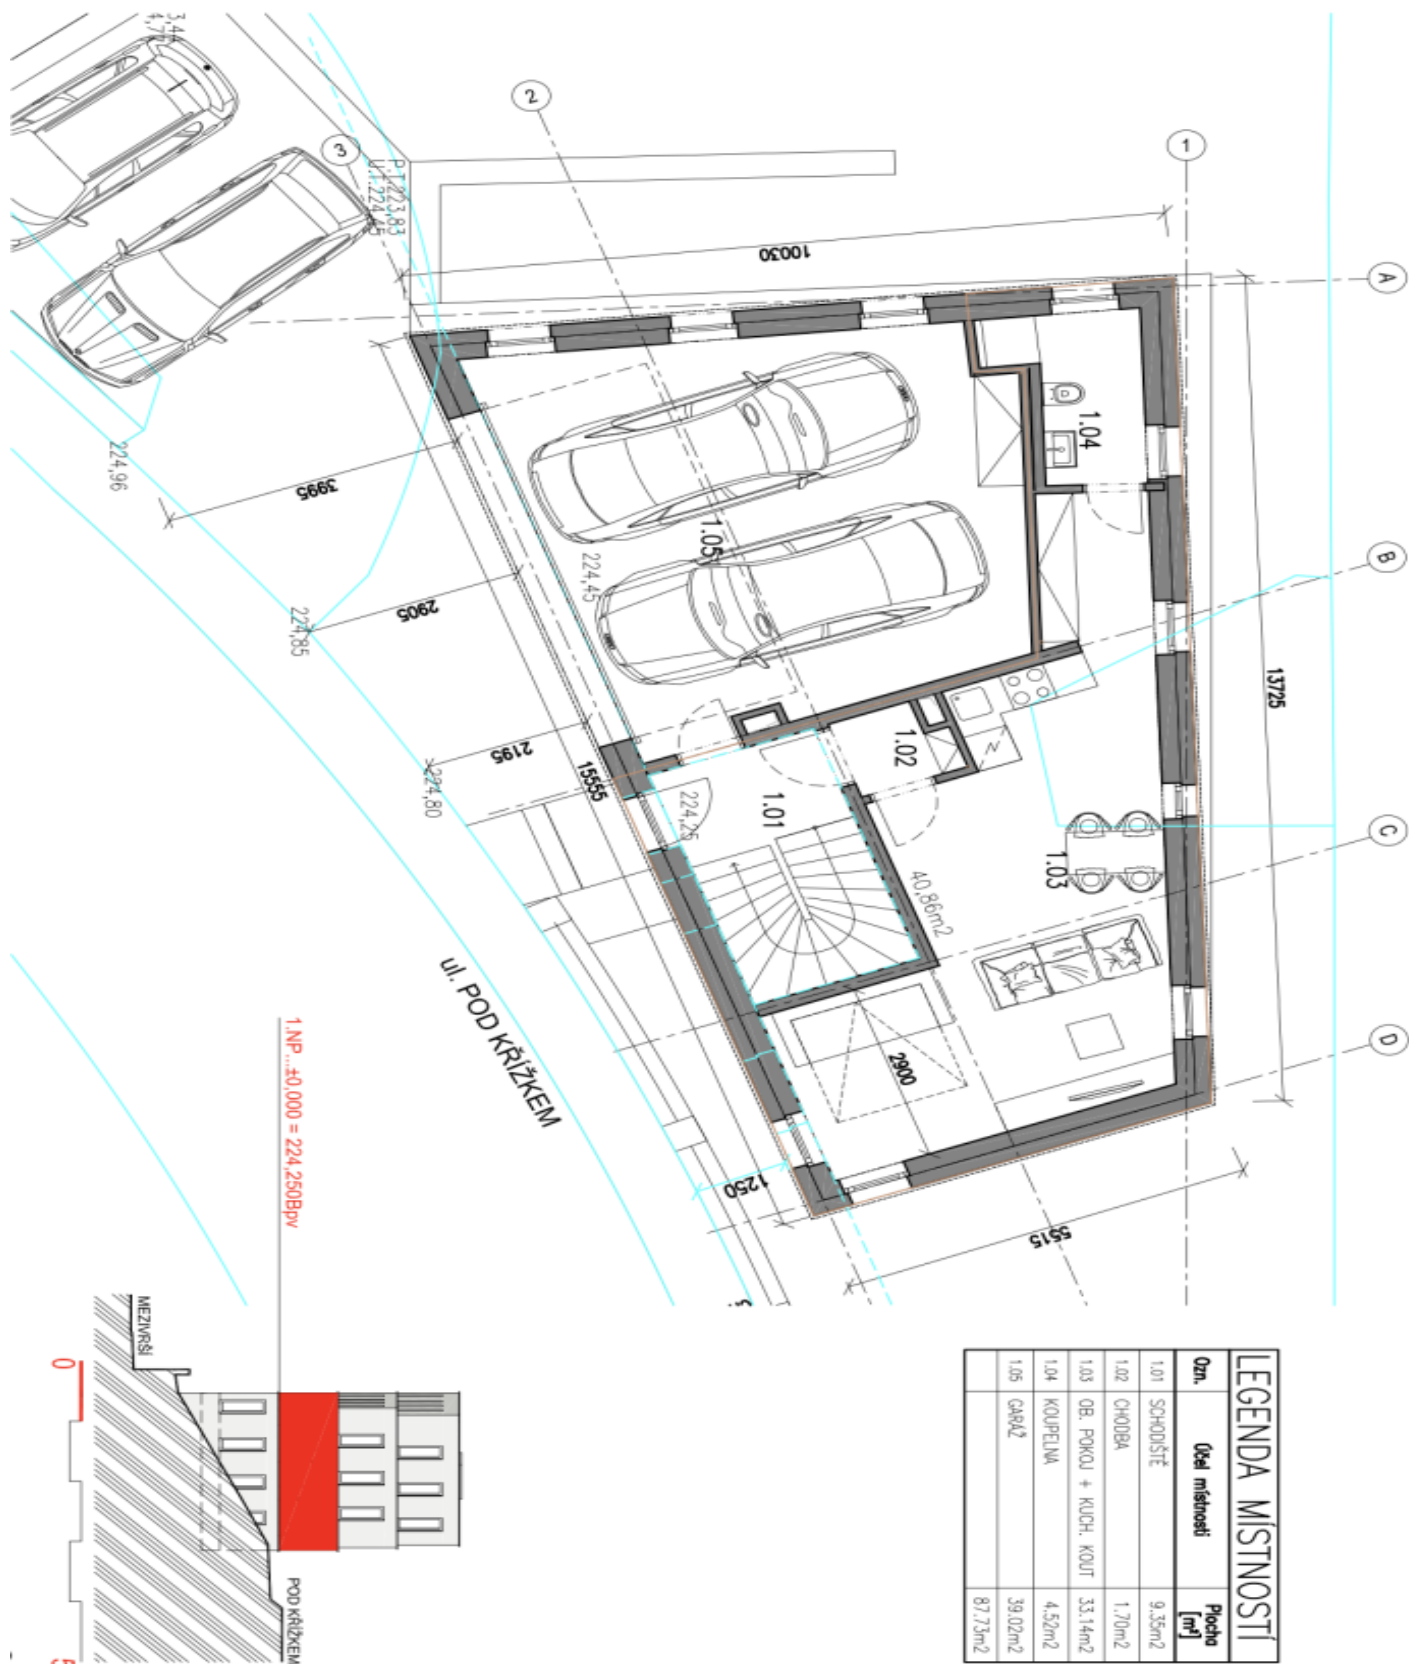 3
2
1
A
B
C
D
P.T.223,83
U.T.224,45
10030
13725
15555
5515
3995
2905
2195
1250
2900
224,96
224,85
224,80
224,45
224,25
1.04
1.05
1.02
1.01
1.03
40,86m2
ul. POD KŘÍŽKEM
1.NP...±0,000 = 224,250Bpv
MEZIVRŠÍ
POD KŘÍŽKEM
0
LEGENDA MÍSTNOSTÍ
Ozn. Účel místnosti Plocha [m²]
1.01 SCHODIŠTĚ 9.35m2
1.02 CHODBA 1.70m2
1.03 OB. POKOJ + KUCH. KOUT 33.14m2
1.04 KOUPELNA 4.52m2
1.05 GARÁŽ 39.02m2
87.73m2